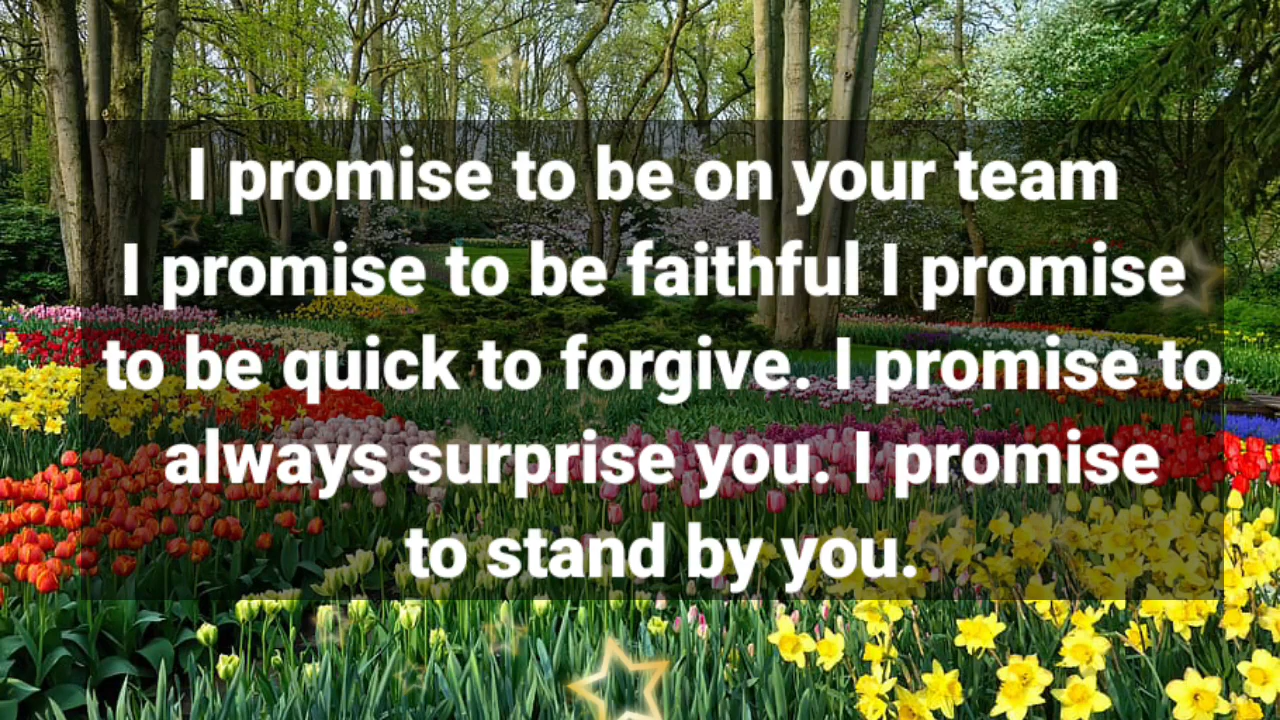 I promise to be on your team
I promise to be faithful I promise
to be quick to forgive. I promise to
always surprise you. I promise
to stand by you.